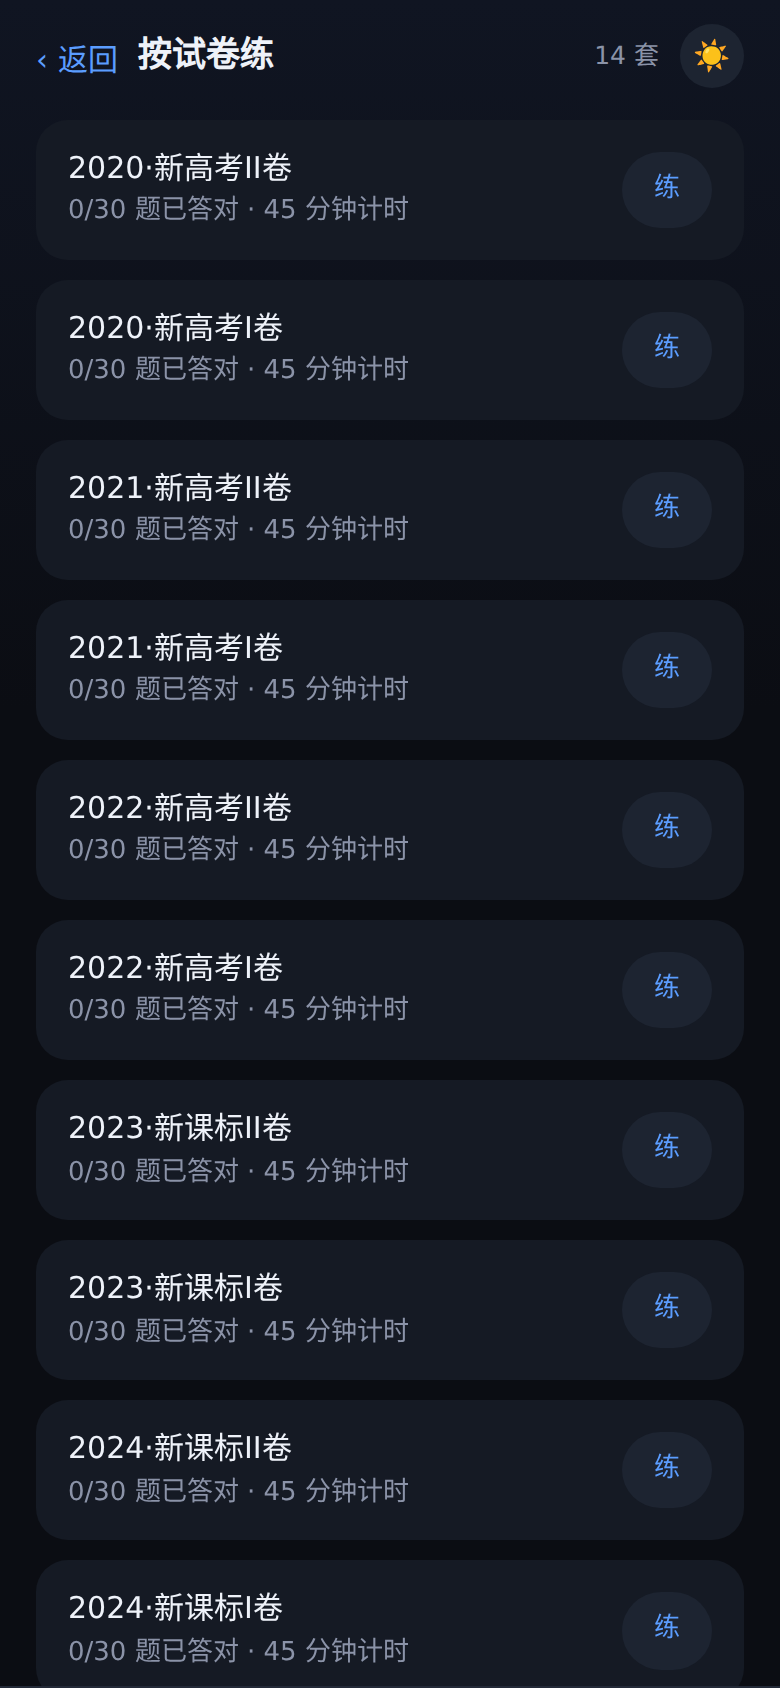 ‹ 返回 按试卷练 14 套
2020·新高考II卷
0/30 题已答对 · 45 分钟计时
练
2020·新高考I卷
0/30 题已答对 · 45 分钟计时
练
2021·新高考II卷
0/30 题已答对 · 45 分钟计时
练
2021·新高考I卷
0/30 题已答对 · 45 分钟计时
练
2022·新高考II卷
0/30 题已答对 · 45 分钟计时
练
2022·新高考I卷
0/30 题已答对 · 45 分钟计时
练
2023·新课标II卷
0/30 题已答对 · 45 分钟计时
练
2023·新课标I卷
0/30 题已答对 · 45 分钟计时
练
2024·新课标II卷
0/30 题已答对 · 45 分钟计时
练
2024·新课标I卷
0/30 题已答对 · 45 分钟计时
练